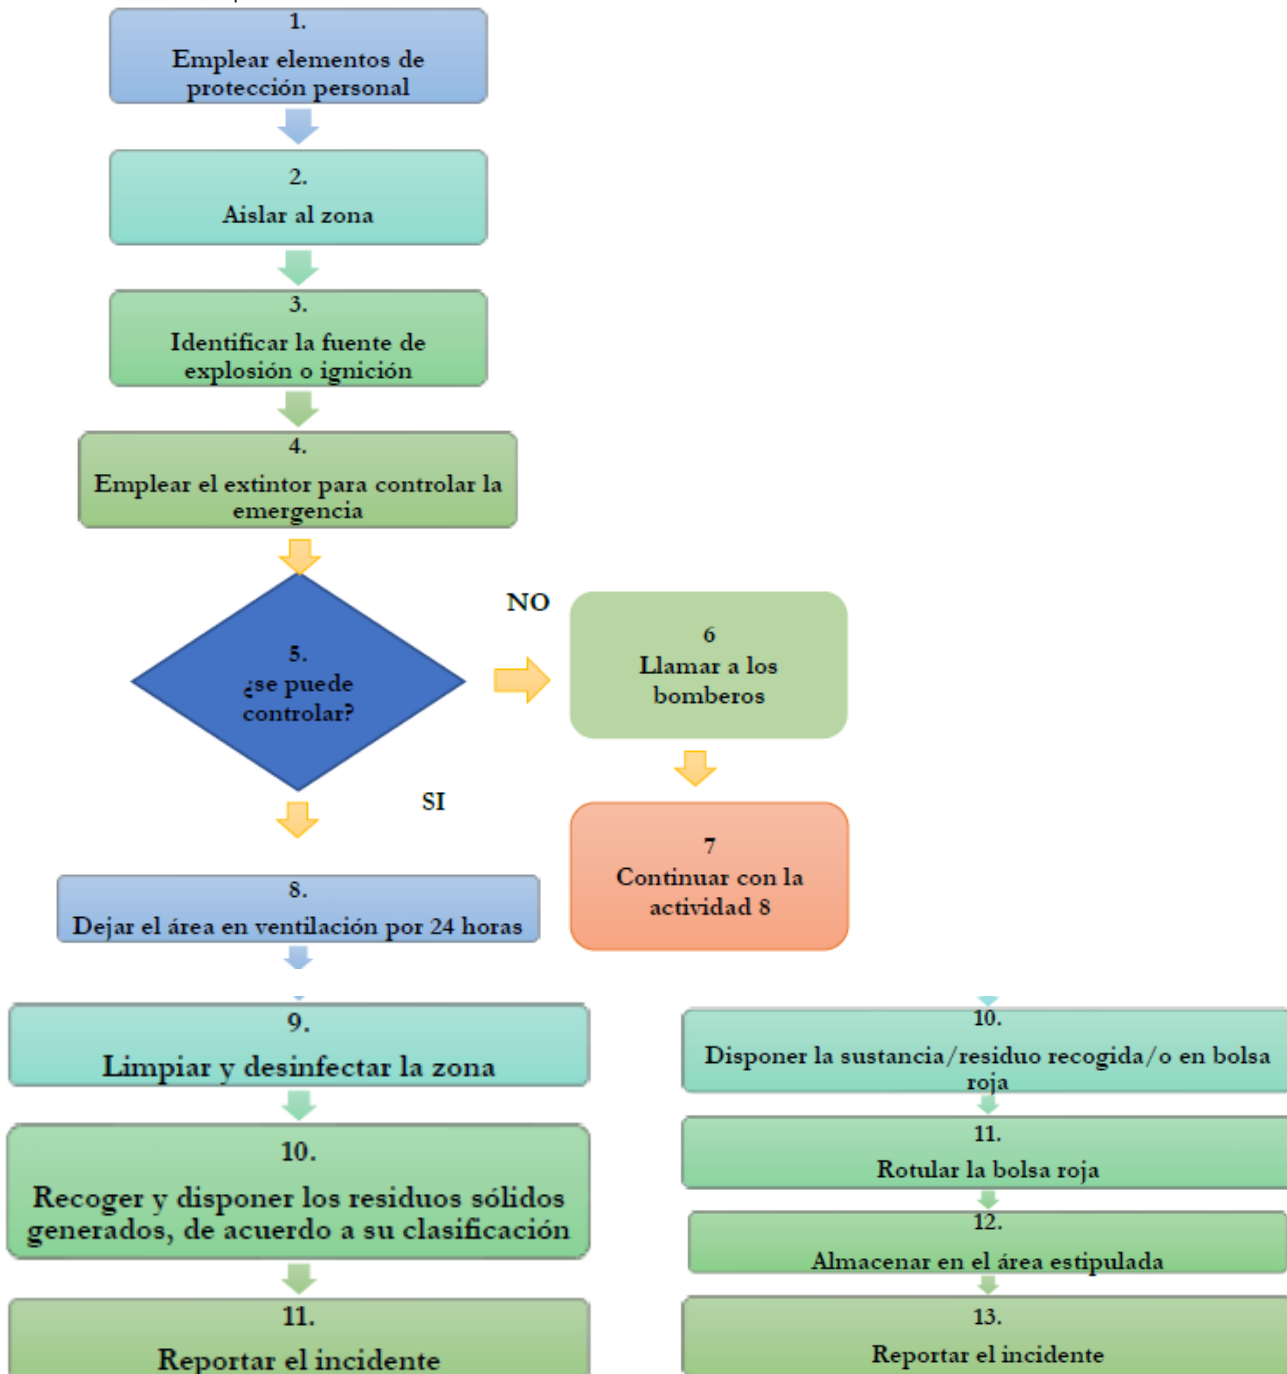 1.
Emplear elementos de
protección personal
2.
Aislar al zona
3.
Identificar la fuente de
explosión o ignición
4.
Emplear el extintor para controlar la
emergencia
5.
¿se puede
controlar?
NO
6
Llamar a los
bomberos
7
Continuar con la
actividad 8
SI
8.
Dejar el área en ventilación por 24 horas
9.
Limpiar y desinfectar la zona
10.
Recoger y disponer los residuos sólidos
generados, de acuerdo a su clasificación
11.
Reportar el incidente
10.
Disponer la sustancia/residuo recogida/o en bolsa
roja
11.
Rotular la bolsa roja
12.
Almacenar en el área estipulada
13.
Reportar el incidente